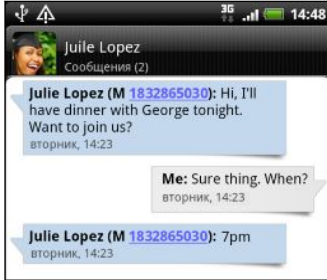 3G 14:48
Juile Lopez
Сообщения (2)
Julie Lopez (M 1832865030): Hi, I'll
have dinner with George tonight.
Want to join us?
вторник, 14:23
Me: Sure thing. When?
вторник, 14:23
Julie Lopez (M 1832865030): 7pm
вторник, 14:23